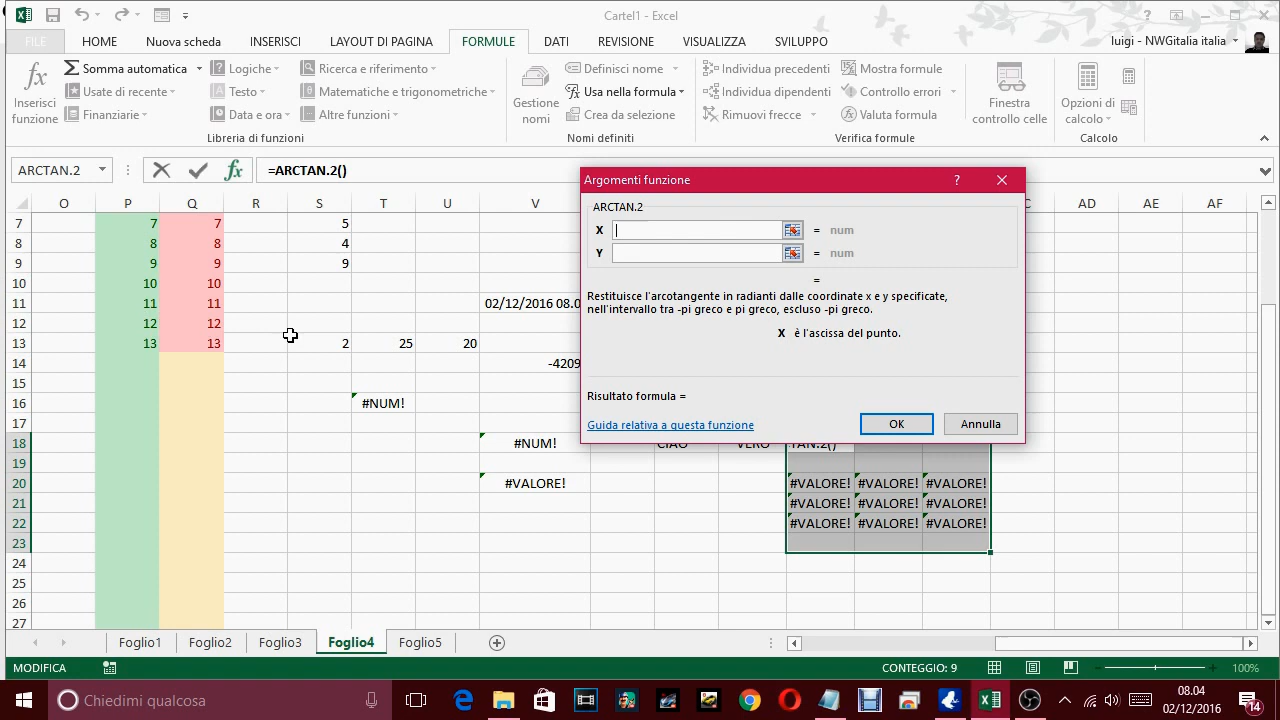 Cartel1 - Excel
FILE HOME Nuova scheda INSERISCI LAYOUT DI PAGINA FORMULE DATI REVISIONE VISUALIZZA SVILUPPO luigi - NWGitalia italia
Inserisci funzione
Somma automatica
Usate di recente
Finanziarie
Logiche
Testo
Data e ora
Ricerca e riferimento
Matematiche e trigonometriche
Altre funzioni
Libreria di funzioni
Gestione nomi
Definisci nome
Usa nella formula
Crea da selezione
Nomi definiti
Individua precedenti
Individua dipendenti
Rimuovi frecce
Mostra formule
Controllo errori
Valuta formula
Verifica formule
Finestra controllo celle
Opzioni di calcolo
Calcolo
ARCTAN.2 fx =ARCTAN.2()
O P Q R S T U V AD AE AF
7 7 7 5
8 8 8 4
9 9 9 9
10 10 10
11 11 11 02/12/2016 08.0
12 12 12
13 13 13 2 25 20
14 -4209
15
16 #NUM!
17
18 #NUM! CIAO VERO TAN.2()
19
20 #VALORE! #VALORE! #VALORE! #VALORE!
21 #VALORE! #VALORE! #VALORE!
22 #VALORE! #VALORE! #VALORE!
23
24
25
26
27
Argomenti funzione ?
ARCTAN.2
X = num
Y = num
=
Restituisce l'arcotangente in radianti dalle coordinate x e y specificate,
nell'intervallo tra -pi greco e pi greco, escluso -pi greco.
X è l'ascissa del punto.
Risultato formula =
Guida relativa a questa funzione OK Annulla
Foglio1 Foglio2 Foglio3 Foglio4 Foglio5
MODIFICA CONTEGGIO: 9 100%
Chiedimi qualcosa
08.04
02/12/2016
14